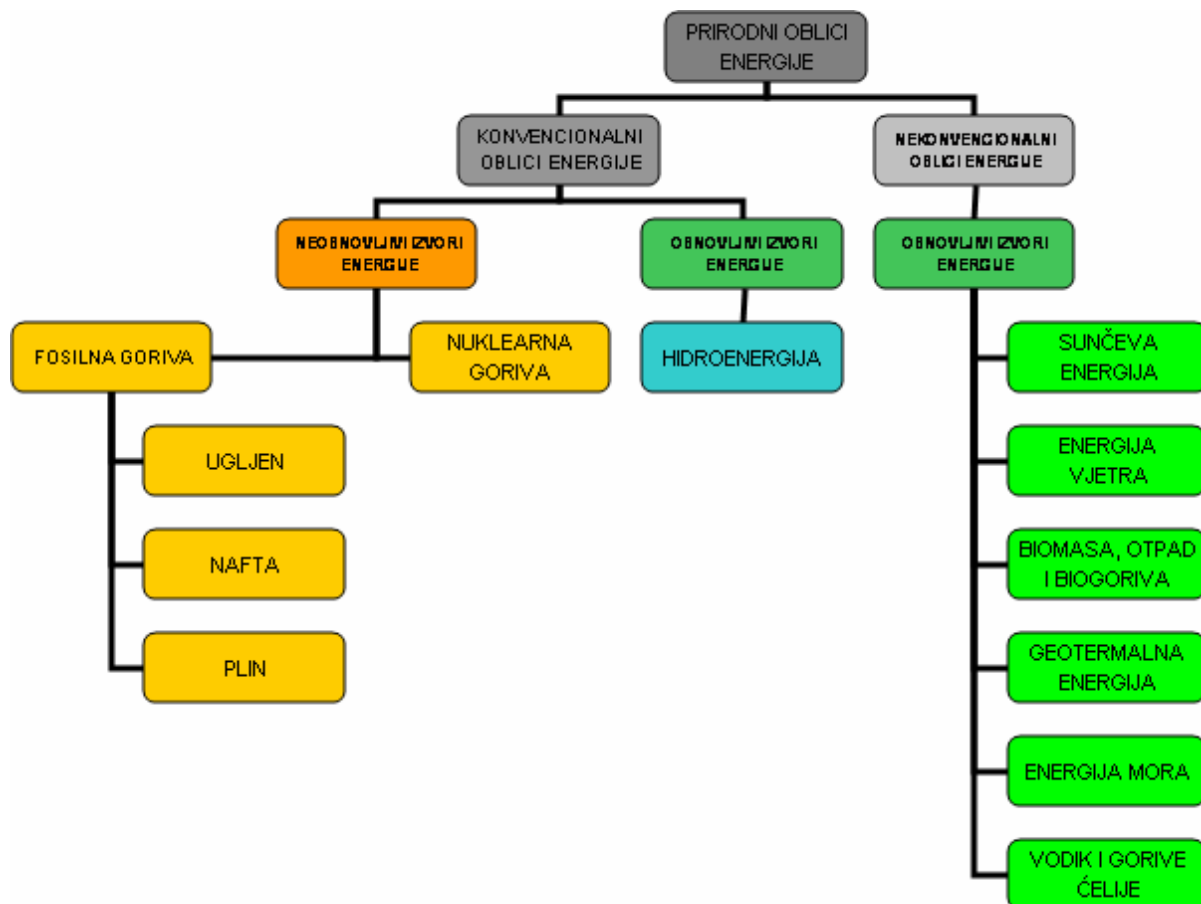 PRIRODNI OBLICI
ENERGIJE
KONVENCIONALNI
OBLICI ENERGIJE
NEKONVENCIONALNI
OBLICI ENERGIJE
NEOBNOVLJIVI IZVORI
ENERGIJE
OBNOVLJIVI IZVORI
ENERGIJE
OBNOVLJIVI IZVORI
ENERGIJE
FOSILNA GORIVA
NUKLEARNA
GORIVA
HIDROENERGIJA
SUNČEVA
ENERGIJA
UGLJEN
ENERGIJA
VJETRA
NAFTA
BIOMASA, OTPAD
I BIOGORIVA
PLIN
GEOTERMALNA
ENERGIJA
ENERGIJA MORA
VODIK I GORIVE
ĆELIJE